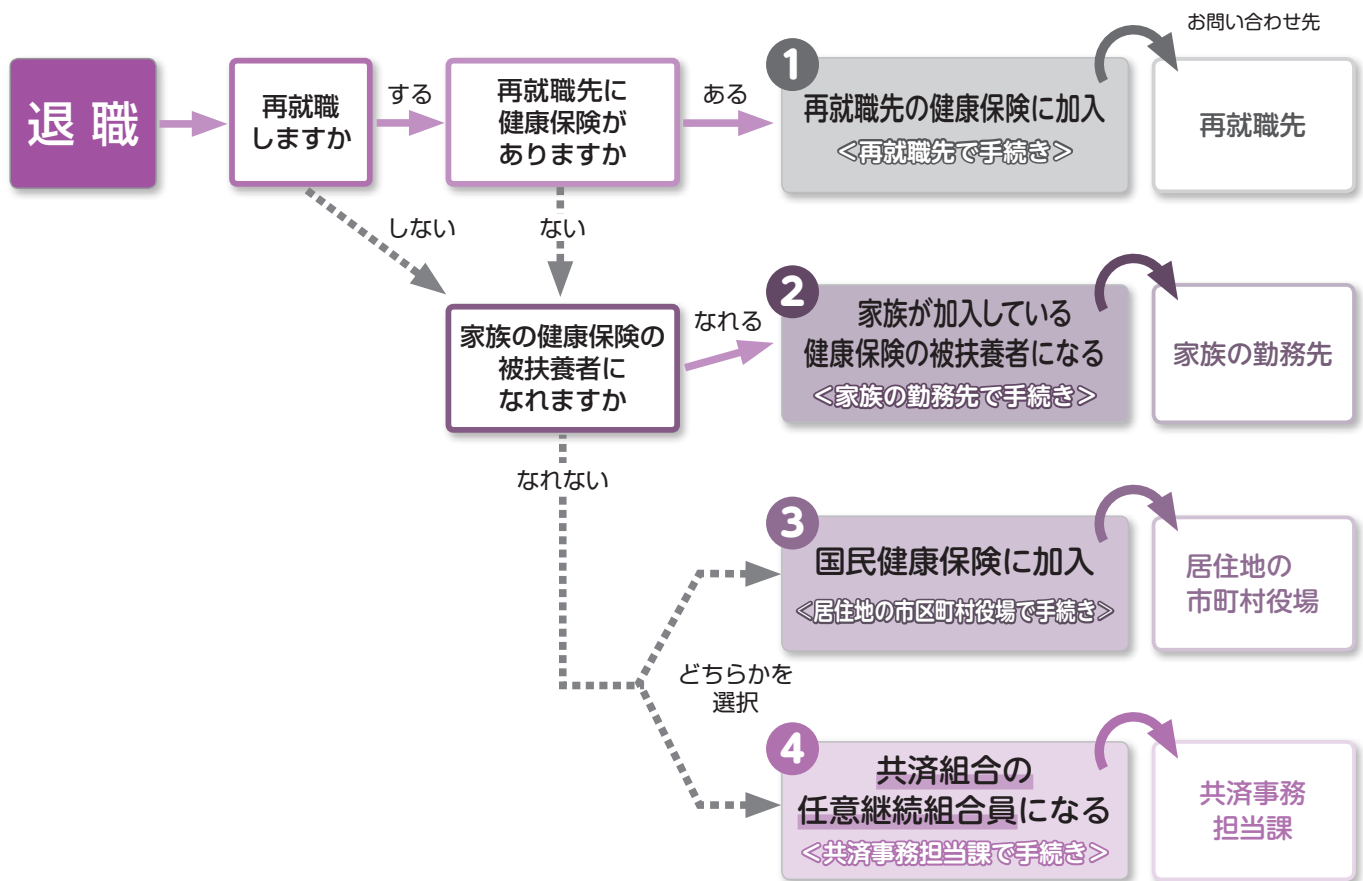 お問い合わせ先
退職
再就職
しますか
する
再就職先に
健康保険が
ありますか
ある
1
再就職先の健康保険に加入
<再就職先で手続き>
再就職先
しない
ない
家族の健康保険の
被扶養者に
なれますか
なれる
2
家族が加入している
健康保険の被扶養者になる
<家族の勤務先で手続き>
家族の勤務先
なれない
3
国民健康保険に加入
<居住地の市区町村役場で手続き>
居住地の
市町村役場
どちらかを
選択
4
共済組合の
任意継続組合員になる
<共済事務担当課で手続き>
共済事務
担当課